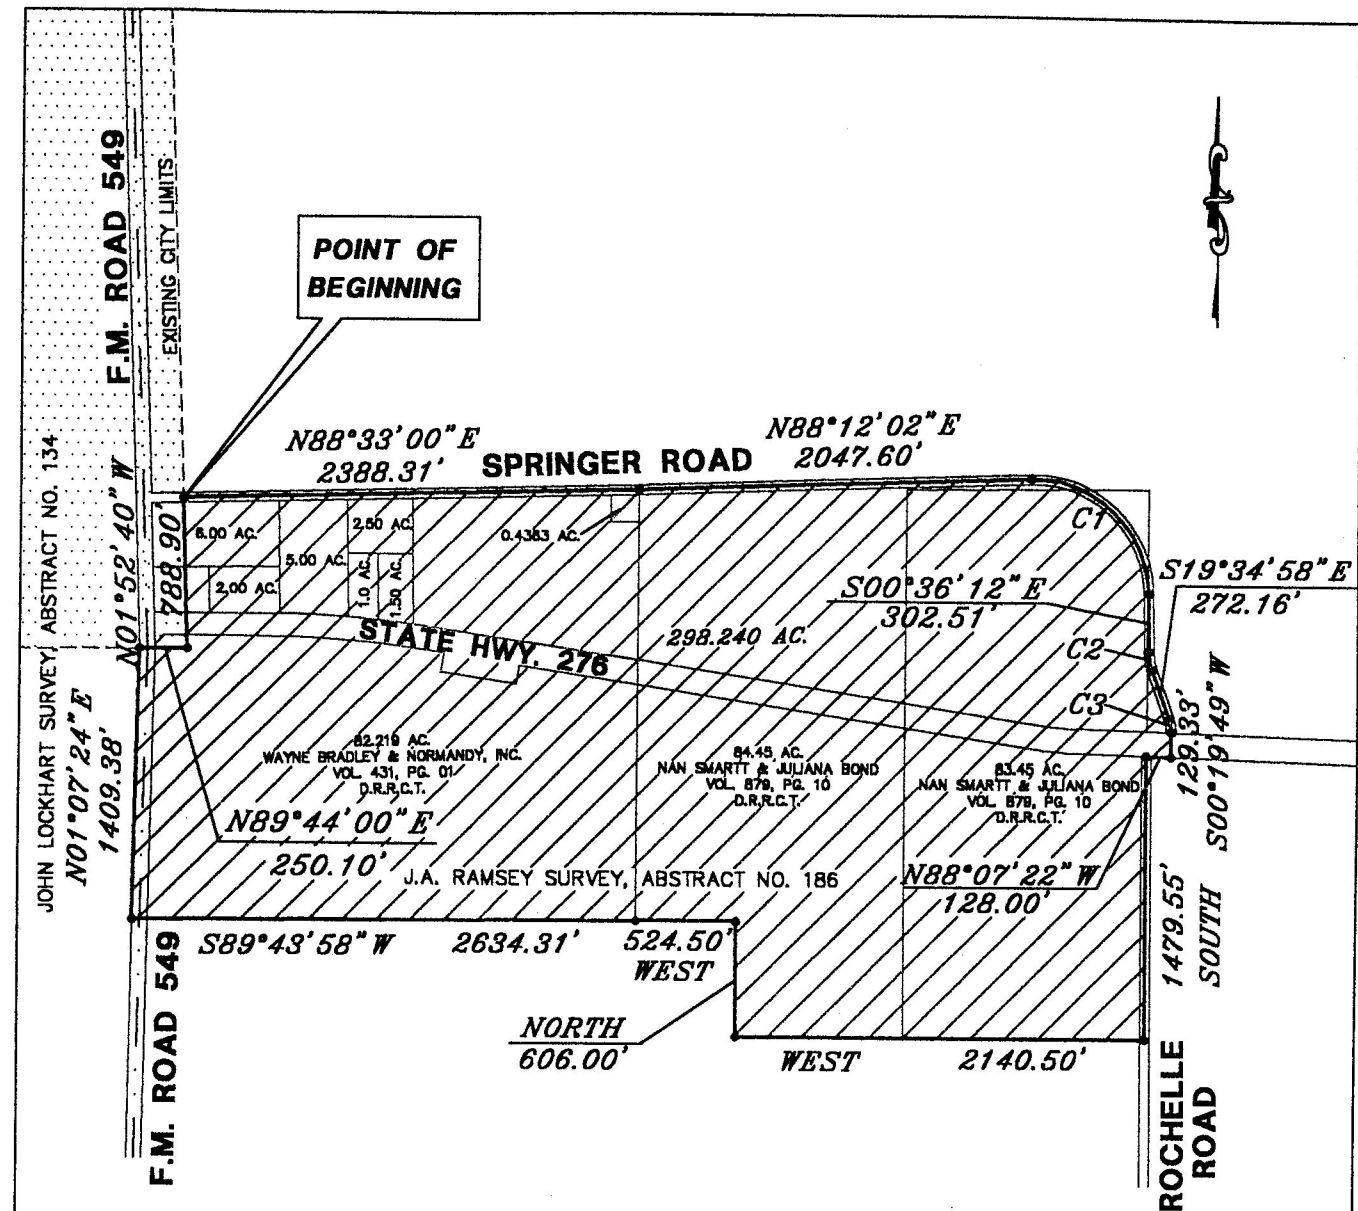 F.M. ROAD 549
EXISTING CITY LIMITS
POINT OF
BEGINNING
N88°33'00"E
2388.31'
SPRINGER ROAD
N88°12'02"E
2047.60'
C1
JOHN LOCKHART SURVEY, ABSTRACT NO. 134
N01°52'40"W
788.90'
6.00 AC.
2.00 AC.
5.00 AC.
2.50 AC.
1.0 AC.
1.50 AC.
0.4383 AC.
S00°36'12"E
302.51'
S19°34'58"E
272.16'
STATE HWY. 276
298.240 AC.
C2
C3
129.33'
S00°19'49"W
N01°07'24"E
1409.38'
82.219 AC.
WAYNE BRADLEY & NORMANDY, INC.
VOL. 431, PG. 01
D.R.R.C.T.
84.45 AC.
NAN SMARTT & JULIANA BOND
VOL. 879, PG. 10
D.R.R.C.T.
83.45 AC.
NAN SMARTT & JULIANA BOND
VOL. 879, PG. 10
D.R.R.C.T.
N89°44'00"E
250.10'
J.A. RAMSEY SURVEY, ABSTRACT NO. 186
N88°07'22"W
128.00'
F.M. ROAD 549
S89°43'58"W 2634.31'
524.50'
WEST
1479.55'
SOUTH
NORTH
606.00'
WEST 2140.50'
ROCHELLE
ROAD